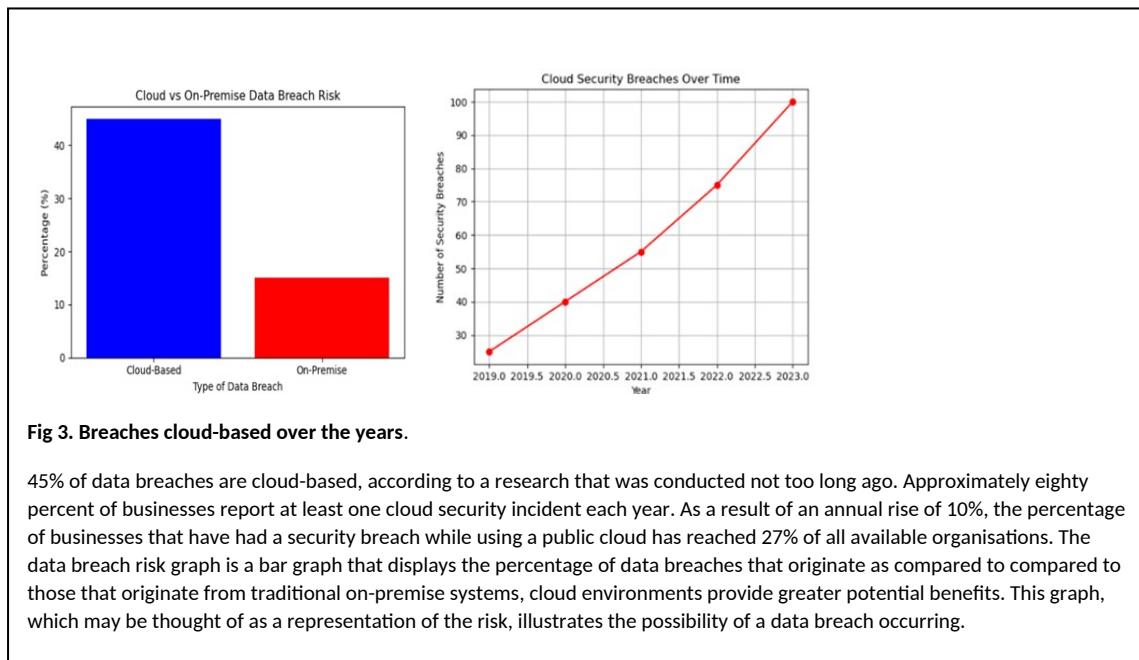 Cloud vs On-Premise Data Breach Risk
Percentage (%)
40
30
20
10
0
Cloud-Based On-Premise
Type of Data Breach
Cloud Security Breaches Over Time
Number of Security Breaches
100
90
80
70
60
50
40
30
2019.0 2019.5 2020.0 2020.5 2021.0 2021.5 2022.0 2022.5 2023.0
Year
Fig 3. Breaches cloud-based over the years.
45% of data breaches are cloud-based, according to a research that was conducted not too long ago. Approximately eighty
percent of businesses report at least one cloud security incident each year. As a result of an annual rise of 10%, the percentage
of businesses that have had a security breach while using a public cloud has reached 27% of all available organisations. The
data breach risk graph is a bar graph that displays the percentage of data breaches that originate as compared to compared to
those that originate from traditional on-premise systems, cloud environments provide greater potential benefits. This graph,
which may be thought of as a representation of the risk, illustrates the possibility of a data breach occurring.